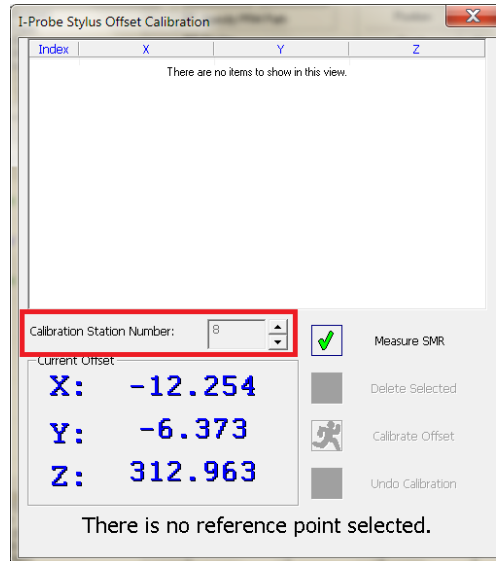 I-Probe Stylus Offset Calibration
Index X Y Z
There are no items to show in this view.
Calibration Station Number: 8
Measure SMR
Current Offset
X: -12.254
Delete Selected
Y: -6.373
Calibrate Offset
Z: 312.963
Undo Calibration
There is no reference point selected.